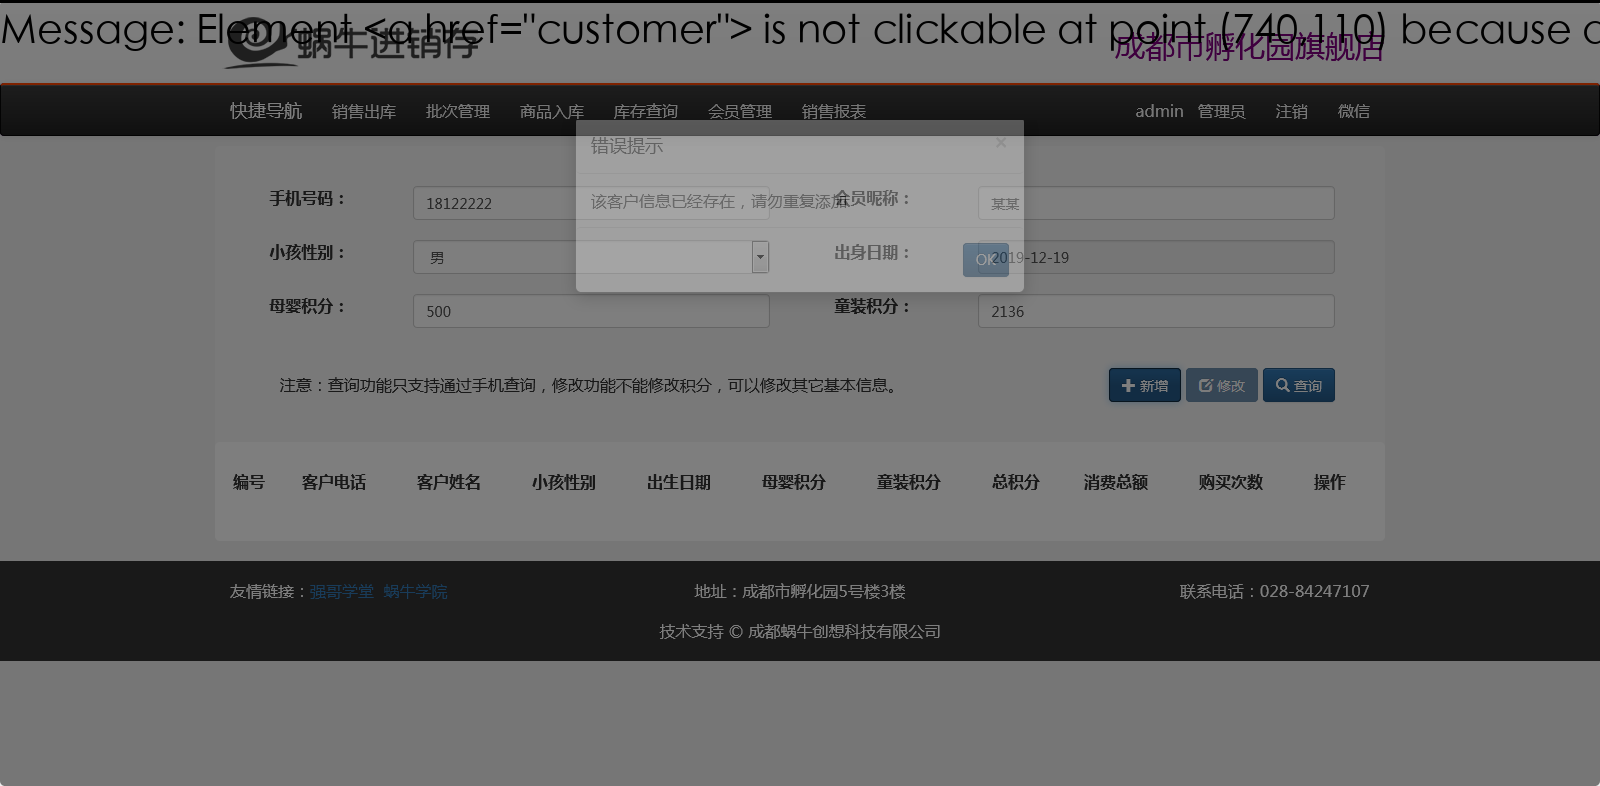 Message: Element <a href="customer"> is not clickable at point (740,110) because
蜗牛进销存
成都市孵化园旗舰店
快捷导航 销售出库 批次管理 商品入库 库存查询 会员管理 销售报表 admin 管理员 注销 微信
错误提示 ×
手机号码： 18122222 会员昵称： 某某
该客户信息已经存在，请勿重复添加.
小孩性别： 男 出身日期： 2019-12-19
OK
母婴积分： 500 童装积分： 2136
注意：查询功能只支持通过手机查询，修改功能不能修改积分，可以修改其它基本信息。 新增 修改 查询
编号 客户电话 客户姓名 小孩性别 出生日期 母婴积分 童装积分 总积分 消费总额 购买次数 操作
友情链接：强哥学堂 蜗牛学院 地址：成都市孵化园5号楼3楼 联系电话：028-84247107
技术支持 © 成都蜗牛创想科技有限公司